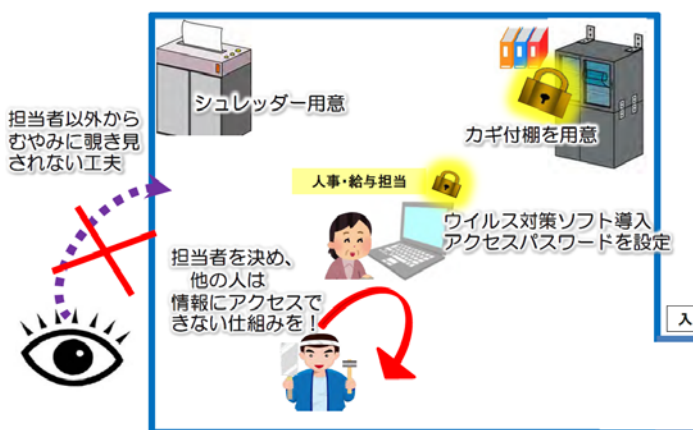 シュレッダー用意
カギ付棚を用意
担当者以外から
むやみに覗き見
されない工夫
人事・給与担当
ウイルス対策ソフト導入
アクセスパスワードを設定
担当者を決め、
他の人は
情報にアクセスで
きない仕組みを！
入